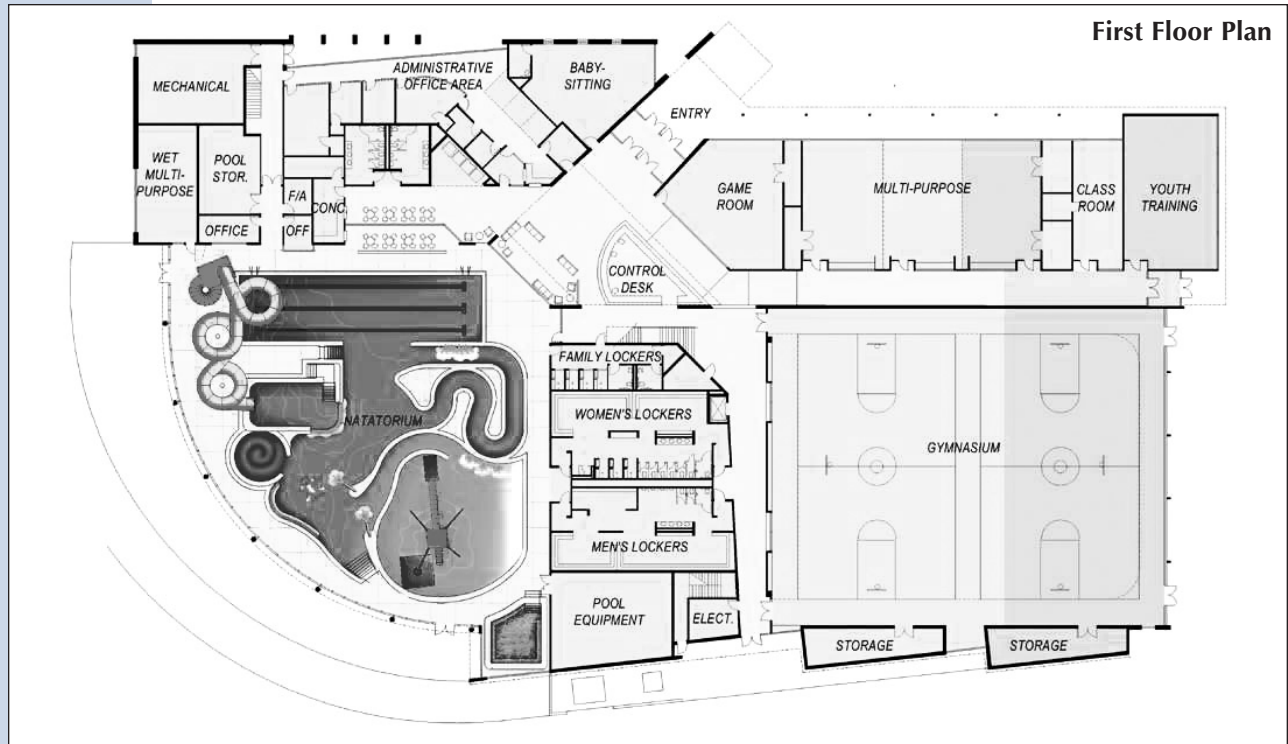 First Floor Plan
MECHANICAL
ADMINISTRATIVE
OFFICE AREA
BABY-
SITTING
ENTRY
WET
MULTI-
PURPOSE
POOL
STOR.
F/A
CONC.
OFFICE
OFF
GAME
ROOM
MULTI-PURPOSE
CLASS
ROOM
YOUTH
TRAINING
CONTROL
DESK
FAMILY LOCKERS
WOMEN'S LOCKERS
NATATORIUM
GYMNASIUM
MEN'S LOCKERS
POOL
EQUIPMENT
ELECT.
STORAGE
STORAGE